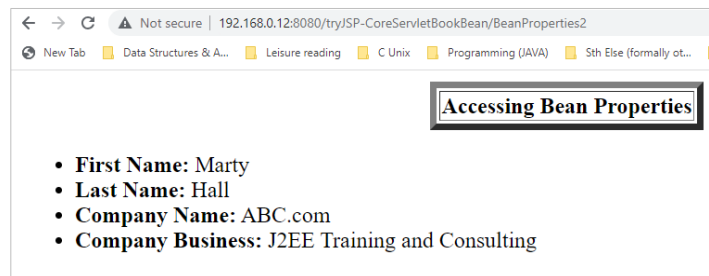 Not secure | 192.168.0.12:8080/tryJSP-CoreServletBookBean/BeanProperties2
New Tab Data Structures & A... Leisure reading C Unix Programming (JAVA) Sth Else (formally ot...
Accessing Bean Properties
First Name: Marty
Last Name: Hall
Company Name: ABC.com
Company Business: J2EE Training and Consulting